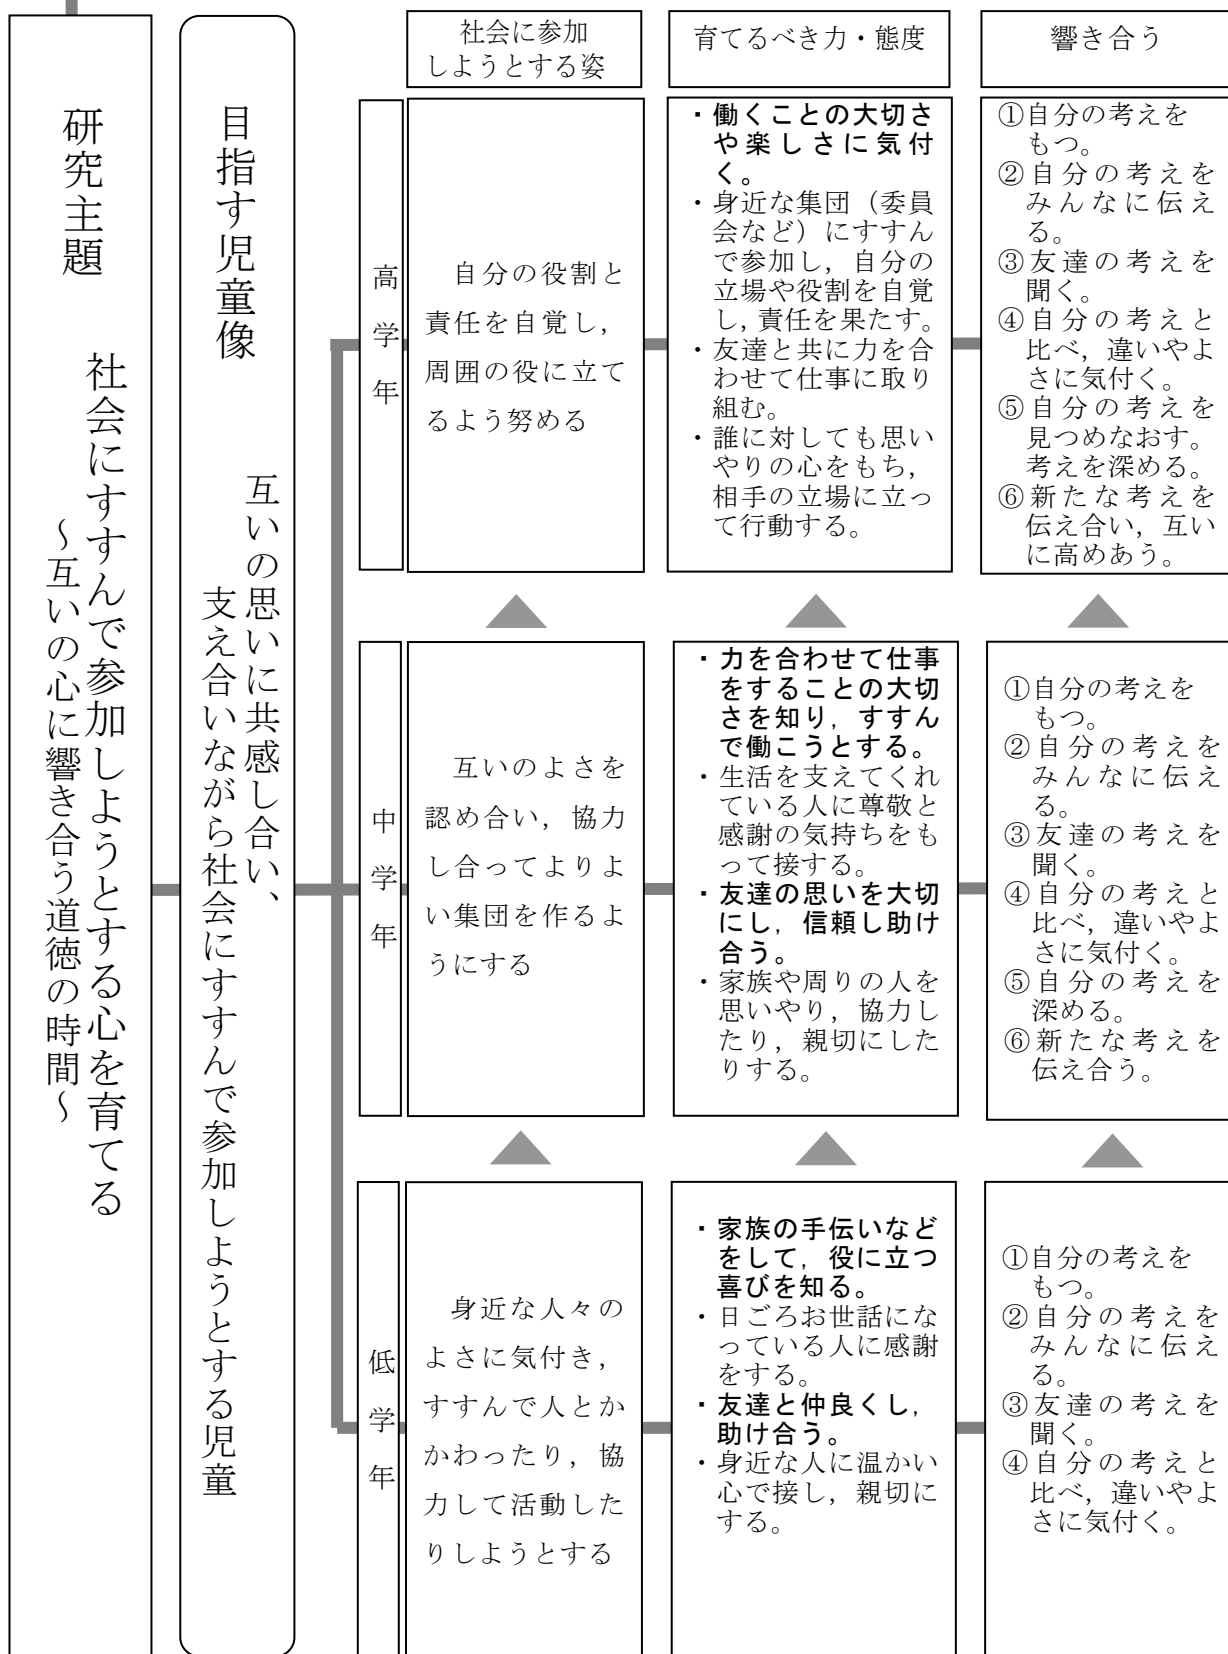 研究主題
社会にすすんで参加しようとする心を育てる
～互いの心に響き合う道徳の時間～
目指す児童像
互いの思いに共感し合い、
支え合いながら社会にすすんで参加しようとする児童
社会に参加
しようとする姿
育てるべき力・態度
響き合う
高学年
自分の役割と
責任を自覚し，
周囲の役に立て
るよう努める
・働くことの大切さ
や楽しさに気付
く。
・身近な集団（委員
会など）にすすん
で参加し，自分の
立場や役割を自覚
し，責任を果たす。
・友達と共に力を合
わせて仕事に取り
組む。
・誰に対しても思い
やりの心をもち，
相手の立場に立っ
て行動する。
①自分の考えを
もつ。
②自分の考えを
みんなに伝え
る。
③友達の考えを
聞く。
④自分の考えと
比べ，違いやよ
さに気付く。
⑤自分の考えを
見つめなおす。
考えを深める。
⑥新たな考えを
伝え合い，互い
に高めあう。
中学年
互いのよさを
認め合い，協力
し合ってよりよ
い集団を作るよ
うにする
・力を合わせて仕事
をすることの大切
さを知り，すすん
で働こうとする。
・生活を支えてくれ
ている人に尊敬と
感謝の気持ちをも
って接する。
・友達の思いを大切
にし，信頼し助け
合う。
・家族や周りの人を
思いやり，協力し
たり，親切にした
りする。
①自分の考えを
もつ。
②自分の考えを
みんなに伝え
る。
③友達の考えを
聞く。
④自分の考えと
比べ，違いやよ
さに気付く。
⑤自分の考えを
深める。
⑥新たな考えを
伝え合う。
低学年
身近な人々の
よさに気付き，
すすんで人とか
かわったり，協
力して活動した
りしようとする
・家族の手伝いなど
をして，役に立つ
喜びを知る。
・日ごろお世話にな
っている人に感謝
をする。
・友達と仲良くし，
助け合う。
・身近な人に温かい
心で接し，親切に
する。
①自分の考えを
もつ。
②自分の考えを
みんなに伝え
る。
③友達の考えを
聞く。
④自分の考えと
比べ，違いやよ
さに気付く。